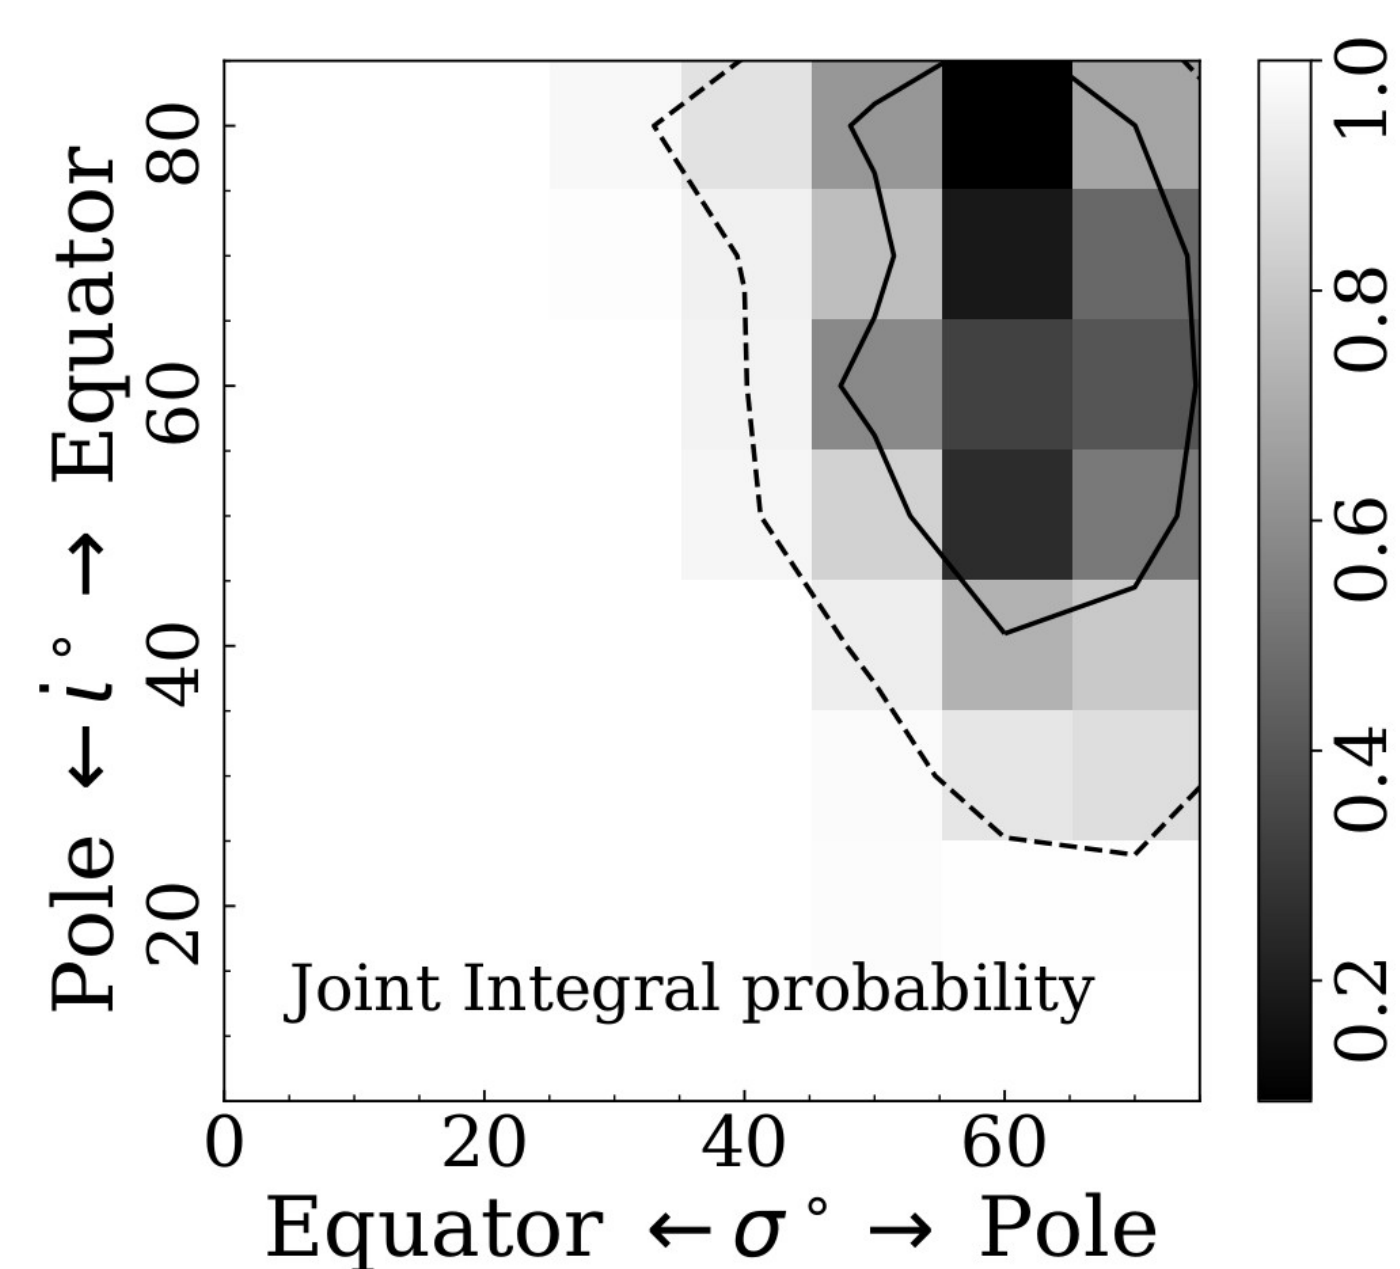 Pole ← i° → Equator
80
60
40
20
Joint Integral probability
0 20 40 60
Equator ← σ° → Pole
1.0
0.8
0.6
0.4
0.2